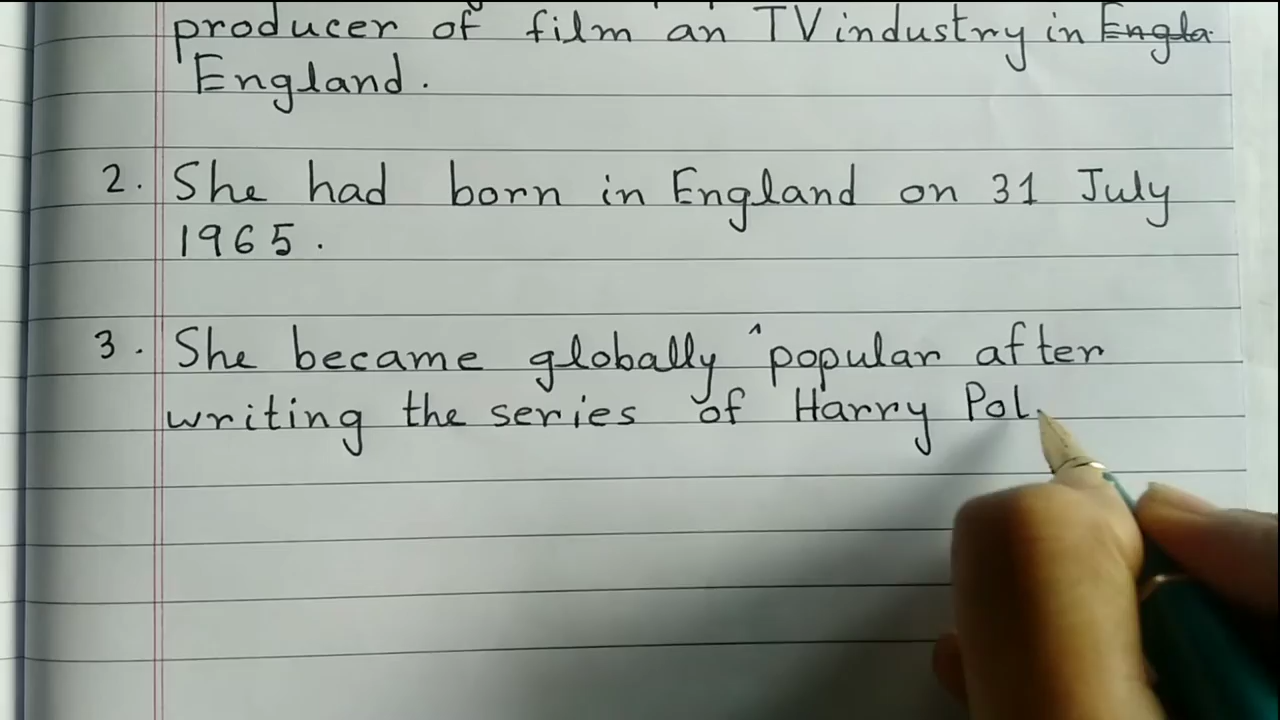 producer of film an TV industry in Engla
England.
2. She had born in England on 31 July
1965.
3. She became globally ^ popular after
writing the series of Harry Pol